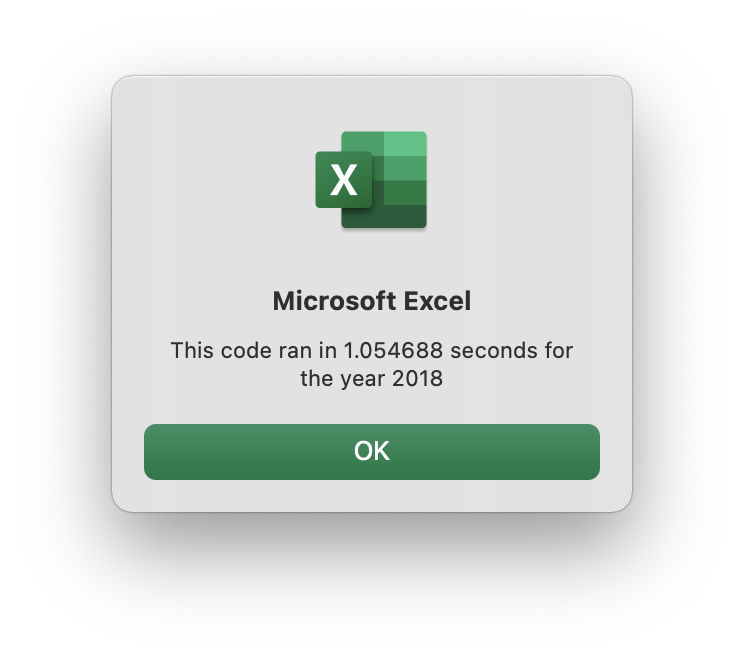 X
Microsoft Excel
This code ran in 1.054688 seconds for
the year 2018
OK